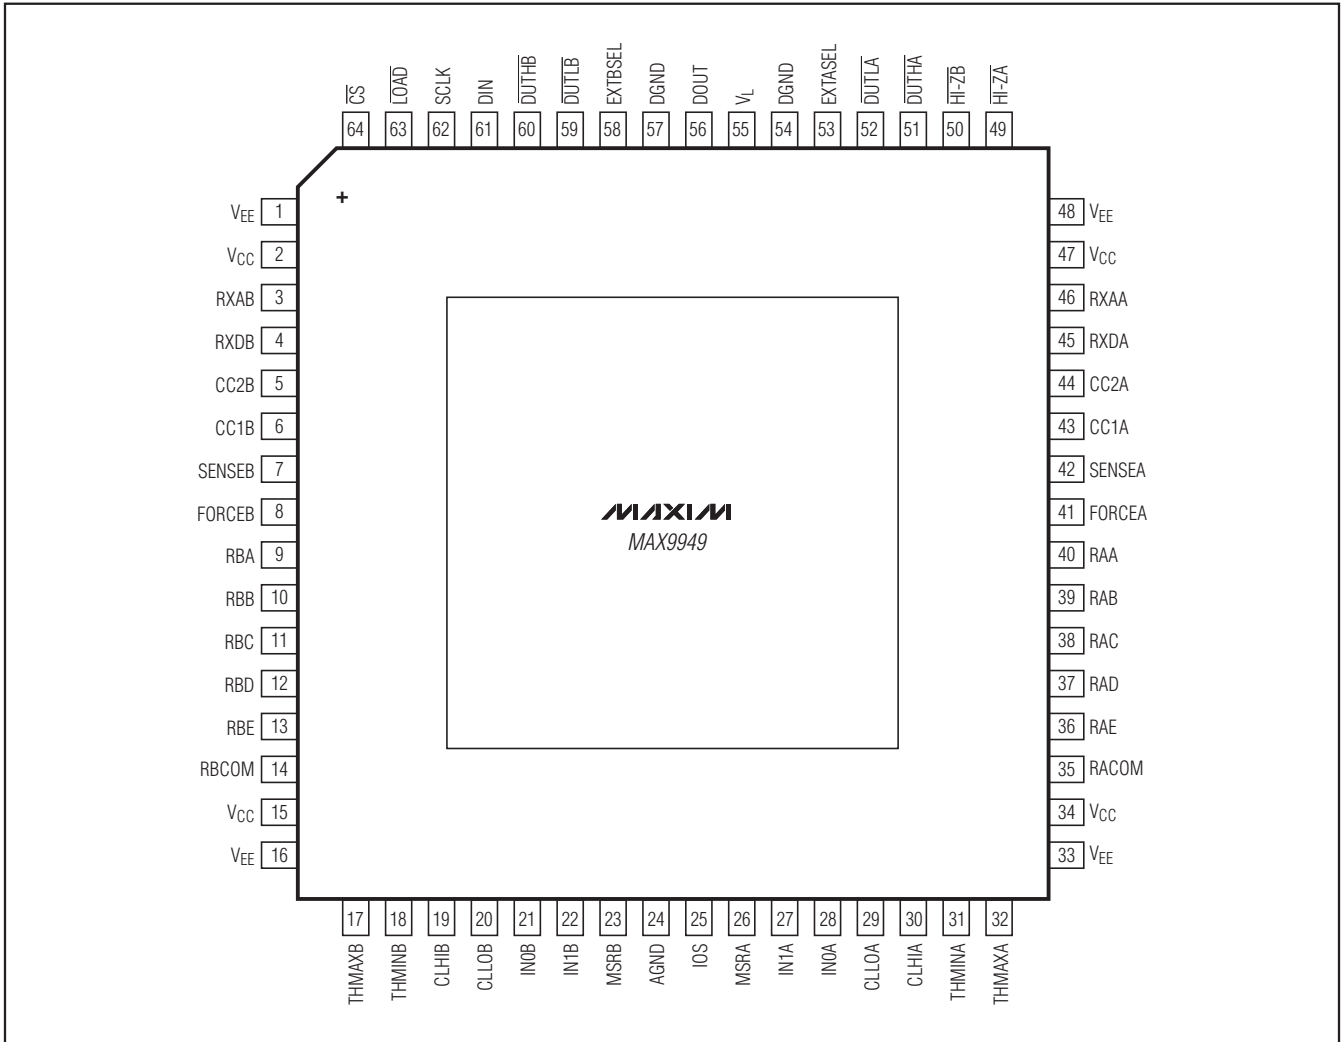 CS
LOAD
SCLK
DIN
DUTHB
DUTLB
EXTBSEL
DGND
DOUT
VL
DGND
EXTASEL
DUTLA
DUTHA
HI-ZB
HI-ZA
64 63 62 61 60 59 58 57 56 55 54 53 52 51 50 49
+
VEE 1 48 VEE
VCC 2 47 VCC
RXAB 3 46 RXAA
RXDB 4 45 RXDA
CC2B 5 44 CC2A
CC1B 6 43 CC1A
SENSEB 7 42 SENSEA
FORCEB 8 41 FORCEA
MAXIM
MAX9949
RBA 9 40 RAA
RBB 10 39 RAB
RBC 11 38 RAC
RBD 12 37 RAD
RBE 13 36 RAE
RBCOM 14 35 RACOM
VCC 15 34 VCC
VEE 16 33 VEE
17 18 19 20 21 22 23 24 25 26 27 28 29 30 31 32
THMAXB
THMINB
CLHIB
CLLOB
IN0B
IN1B
MSRB
AGND
IOS
MSRA
IN1A
IN0A
CLLOA
CLHIA
THMINA
THMAXA